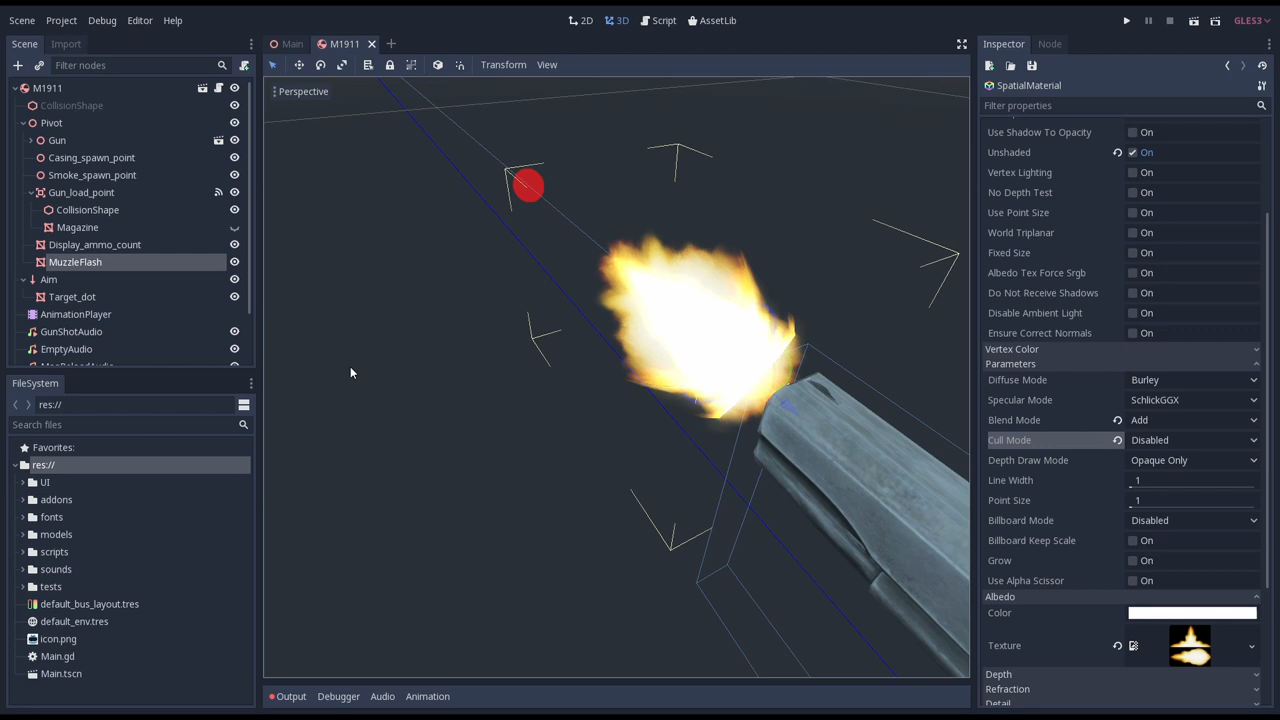 Scene Project Debug Editor Help
2D 3D Script AssetLib
GLES3
Scene Import
Filter nodes
M1911
CollisionShape
Pivot
Gun
Casing_spawn_point
Smoke_spawn_point
Gun_load_point
CollisionShape
Magazine
Display_ammo_count
MuzzleFlash
Aim
Target_dot
AnimationPlayer
GunShotAudio
EmptyAudio
FileSystem
res://
Search files
Favorites:
res://
UI
addons
fonts
models
scripts
sounds
tests
default_bus_layout.tres
default_env.tres
icon.png
Main.gd
Main.tscn
Main M1911
Transform View
Perspective
Output Debugger Audio Animation
Inspector Node
SpatialMaterial
Filter properties
Use Shadow To Opacity On
Unshaded On
Vertex Lighting On
No Depth Test On
Use Point Size On
World Triplanar On
Fixed Size On
Albedo Tex Force Srgb On
Do Not Receive Shadows On
Disable Ambient Light On
Ensure Correct Normals On
Vertex Color
Parameters
Diffuse Mode Burley
Specular Mode SchlickGGX
Blend Mode Add
Cull Mode Disabled
Depth Draw Mode Opaque Only
Line Width 1
Point Size 1
Billboard Mode Disabled
Billboard Keep Scale On
Grow On
Use Alpha Scissor On
Albedo
Color
Texture
Depth
Refraction
Detail